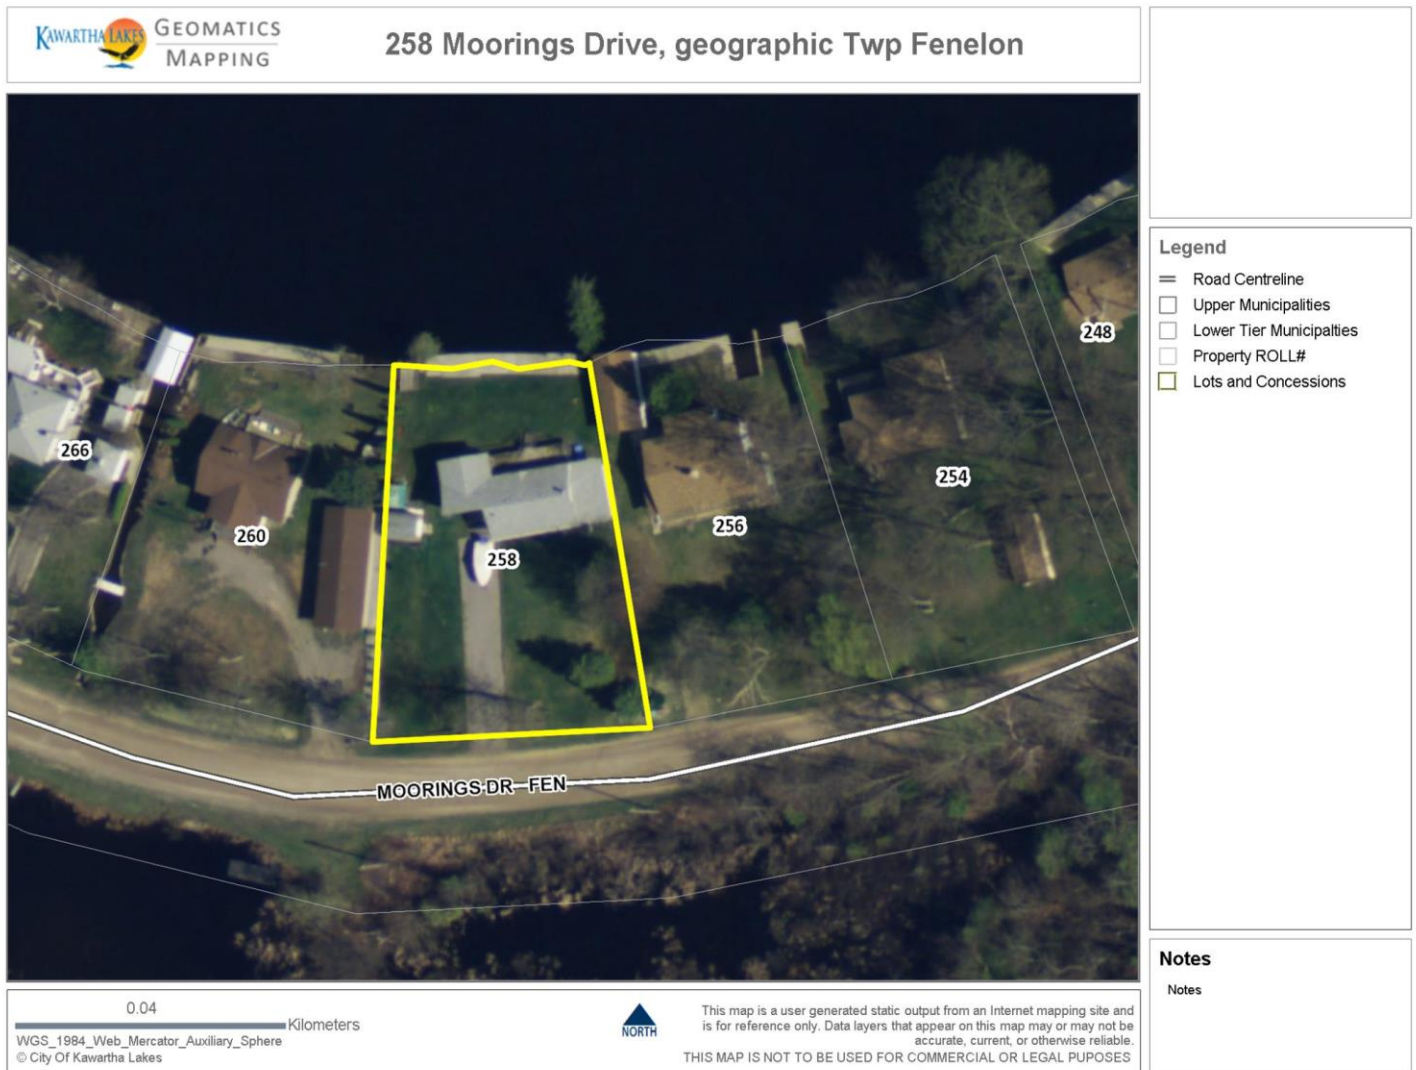 KAWARTHA LAKES
GEOMATICS
MAPPING
258 Moorings Drive, geographic Twp Fenelon
248
266
254
256
260
258
MOORINGS DR FEN
Legend
Road Centreline
Upper Municipalities
Lower Tier Municipalties
Property ROLL#
Lots and Concessions
Notes
Notes
0.04
Kilometers
WGS_1984_Web_Mercator_Auxiliary_Sphere
© City Of Kawartha Lakes
NORTH
This map is a user generated static output from an Internet mapping site and
is for reference only. Data layers that appear on this map may or may not be
accurate, current, or otherwise reliable.
THIS MAP IS NOT TO BE USED FOR COMMERCIAL OR LEGAL PUPOSES